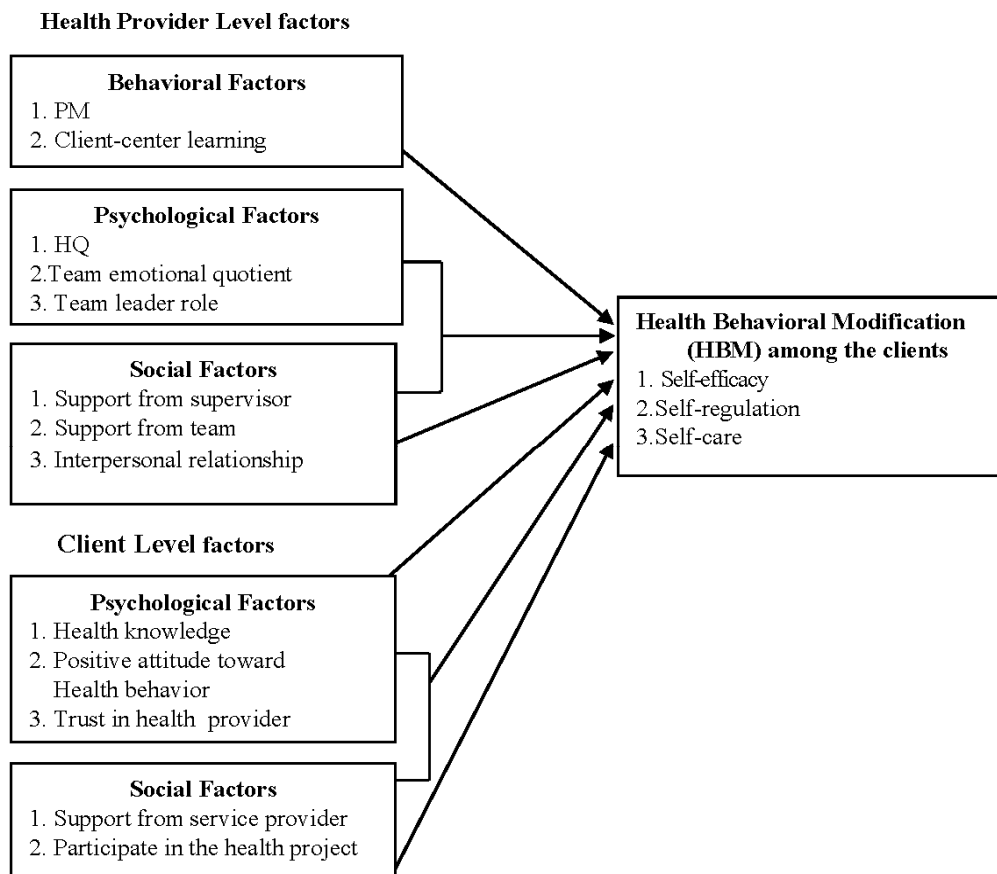 Health Provider Level factors
Behavioral Factors
1. PM
2. Client-center learning
Psychological Factors
1. HQ
2.Team emotional quotient
3. Team leader role
Social Factors
1. Support from supervisor
2. Support from team
3. Interpersonal relationship
Client Level factors
Psychological Factors
1. Health knowledge
2. Positive attitude toward
Health behavior
3. Trust in health provider
Social Factors
1. Support from service provider
2. Participate in the health project
Health Behavioral Modification
(HBM) among the clients
1. Self-efficacy
2.Self-regulation
3.Self-care